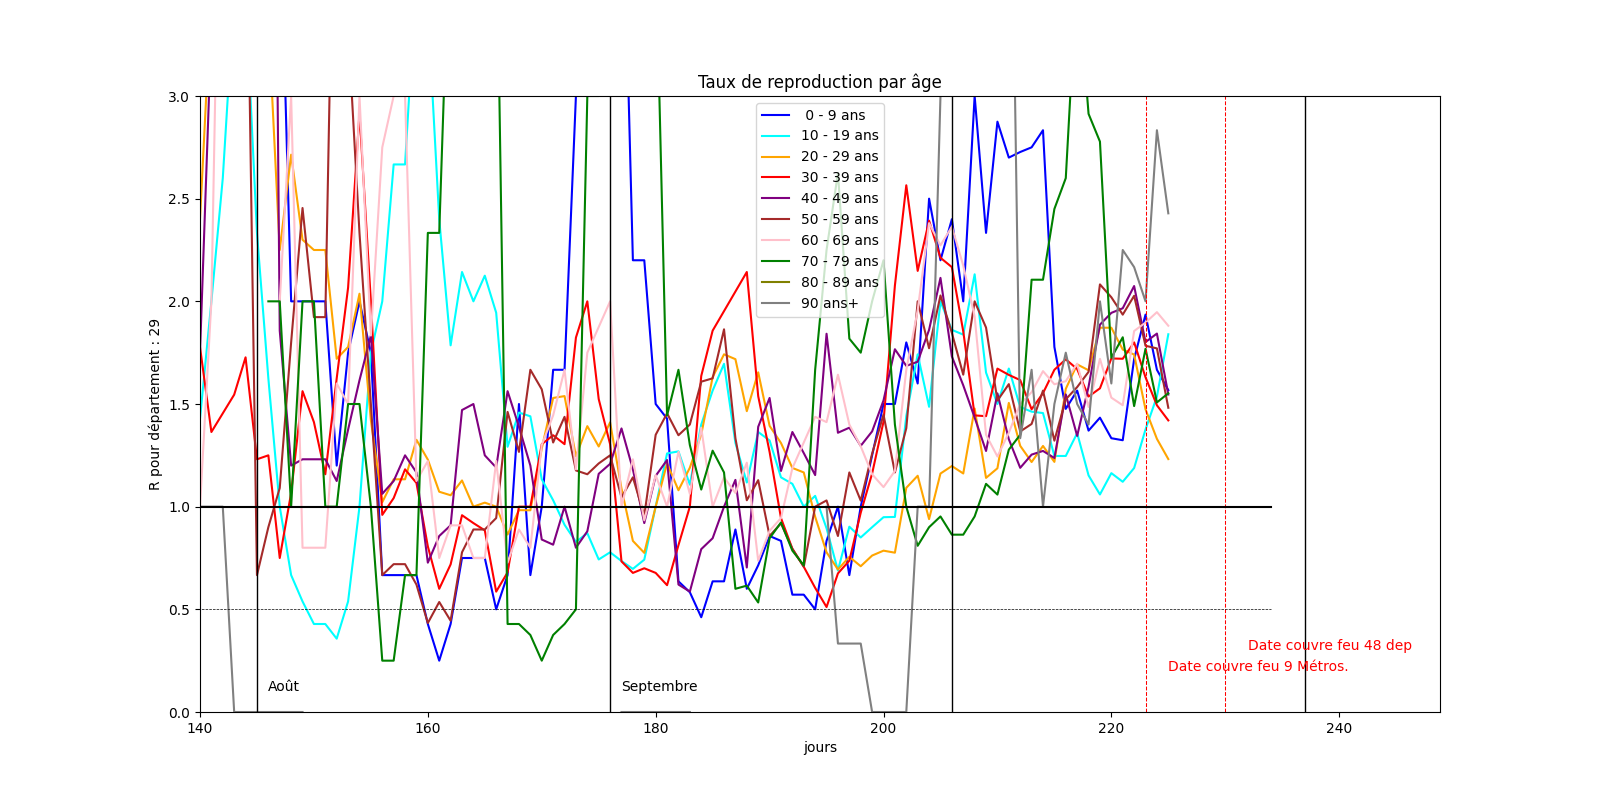 Taux de reproduction par âge
R pour département : 29
3.0
2.5
2.0
1.5
1.0
0.5
0.0
0 - 9 ans
10 - 19 ans
20 - 29 ans
30 - 39 ans
40 - 49 ans
50 - 59 ans
60 - 69 ans
70 - 79 ans
80 - 89 ans
90 ans+
Date couvre feu 48 dep
Date couvre feu 9 Métros.
Août
Septembre
140
160
180
200
220
240
jours